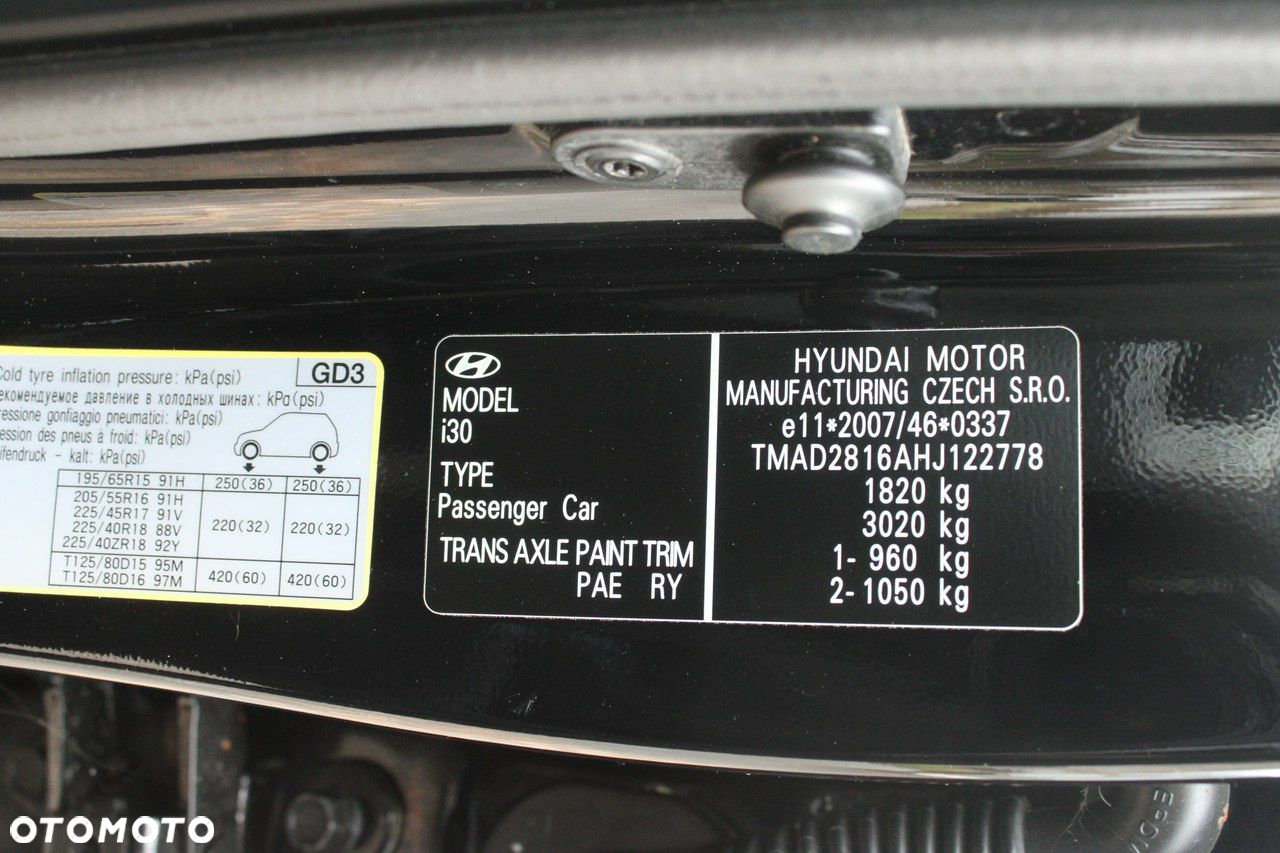 Cold tyre inflation pressure: kPa(psi)
GD3
рекомендуемое давление в холодных шинах: kPa(psi)
ressione gonfiaggio pneumatici: kPa(psi)
ession des pneus à froid: kPa(psi)
eifendruck - kalt: kPa(psi)
195/65R15 91H 250(36) 250(36)
205/55R16 91H
225/45R17 91V
225/40R18 88V
225/40ZR18 92Y
220(32) 220(32)
T125/80D15 95M
T125/80D16 97M
420(60) 420(60)
MODEL
i30
TYPE
Passenger Car
TRANS AXLE PAINT TRIM
PAE RY
HYUNDAI MOTOR
MANUFACTURING CZECH S.R.O.
e11*2007/46*0337
TMAD2816AHJ122778
1820 kg
3020 kg
1- 960 kg
2- 1050 kg
OTOMOTO